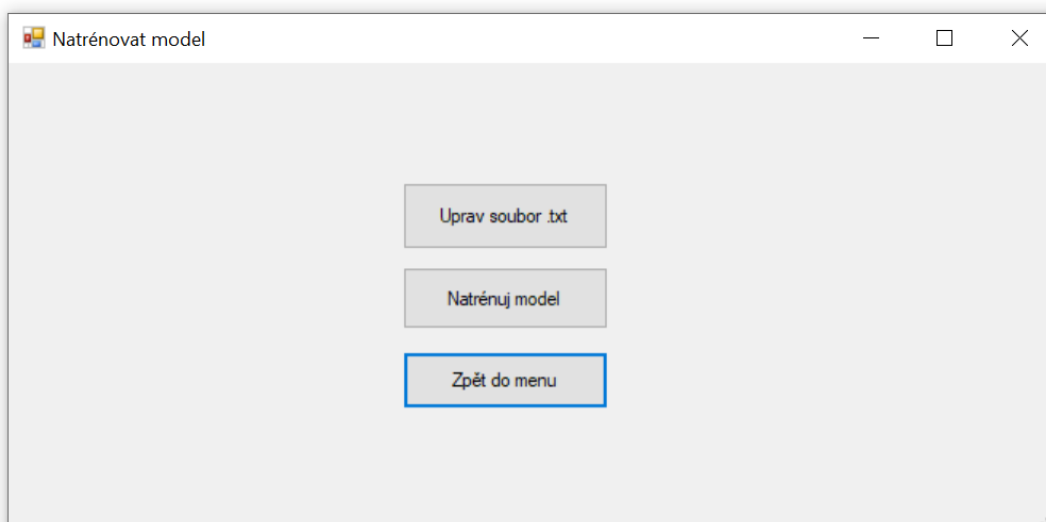 Natrénovat model
Uprav soubor .txt
Natrénuj model
Zpět do menu